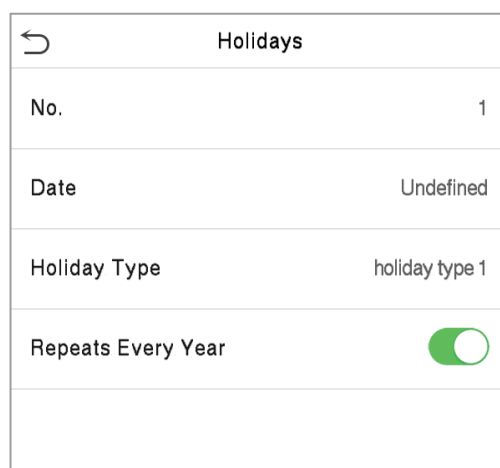 Holidays
No. 1
Date Undefined
Holiday Type holiday type 1
Repeats Every Year